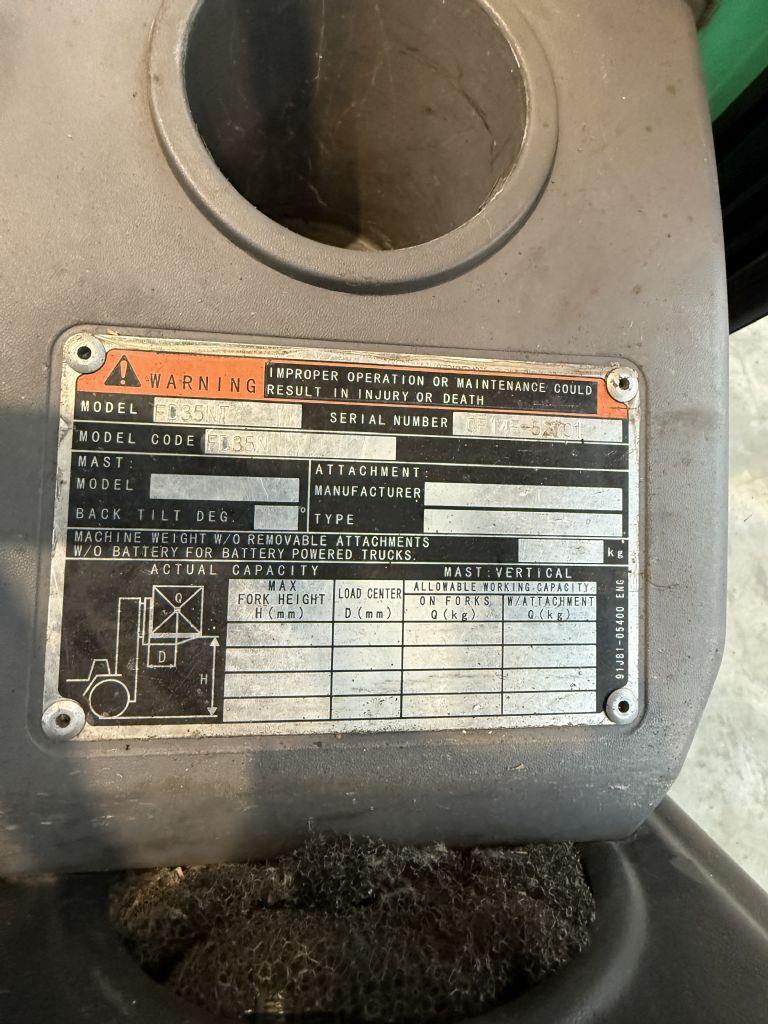 WARNING
IMPROPER OPERATION OR MAINTENANCE COULD
RESULT IN INJURY OR DEATH
MODEL FD35NT SERIAL NUMBER
MODEL CODE FD35N
MAST:
MODEL
BACK TILT DEG. °
ATTACHMENT:
MANUFACTURER
TYPE
MACHINE WEIGHT W/O REMOVABLE ATTACHMENTS
W/O BATTERY FOR BATTERY POWERED TRUCKS. kg
ACTUAL CAPACITY MAST:VERTICAL
MAX
FORK HEIGHT
H(mm)
LOAD CENTER
D(mm)
ALLOWABLE WORKING CAPACITY
ON FORKS
Q(kg)
W/ATTACHMENT
Q(kg)
Q
D
H
91J81-05400 ENG